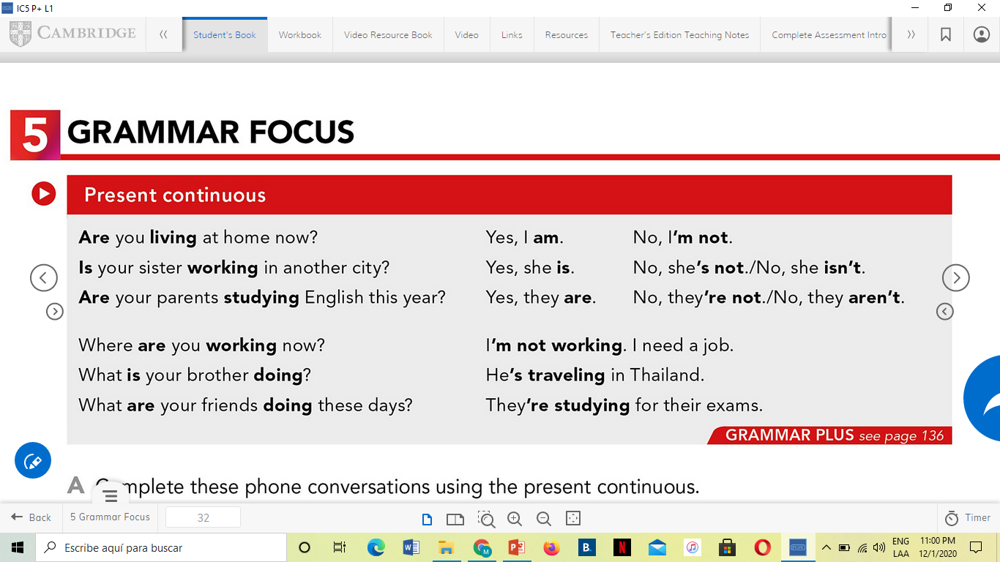 IC5 P+ L1
CAMBRIDGE
Student's Book
Workbook
Video Resource Book
Video
Links
Resources
Teacher's Edition Teaching Notes
Complete Assessment Intro
5 GRAMMAR FOCUS
Present continuous
Are you living at home now? Yes, I am. No, I'm not.
Is your sister working in another city? Yes, she is. No, she's not./No, she isn't.
Are your parents studying English this year? Yes, they are. No, they're not./No, they aren't.
Where are you working now? I'm not working. I need a job.
What is your brother doing? He's traveling in Thailand.
What are your friends doing these days? They're studying for their exams.
GRAMMAR PLUS see page 136
A Complete these phone conversations using the present continuous.
Back
5 Grammar Focus
32
Timer
Escribe aquí para buscar
B.
N
PLUS
ENG
LAA
11:00 PM
12/1/2020